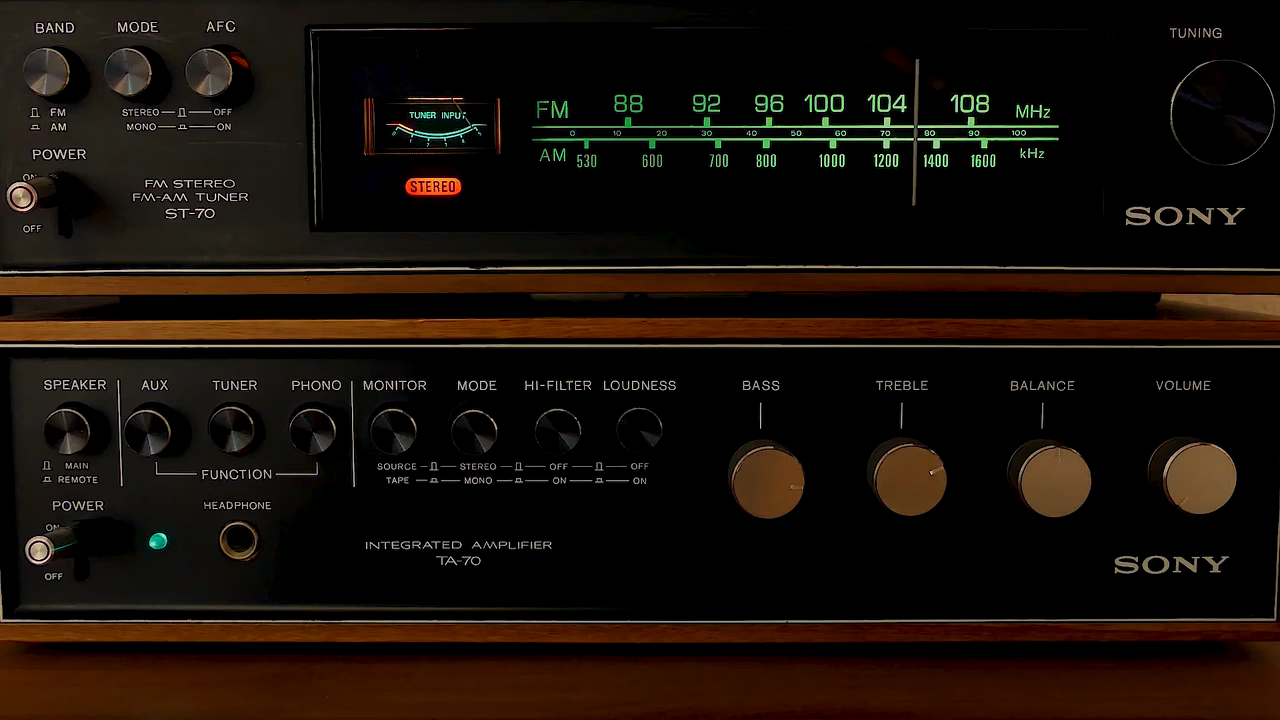 BAND MODE AFC
FM STEREO OFF
AM MONO ON
POWER
ON
OFF
FM STEREO
FM-AM TUNER
ST-70
TUNER INPUT
STEREO
FM 88 92 96 100 104 108 MHz
0 10 20 30 40 50 60 70 80 90 100
AM 530 600 700 800 1000 1200 1400 1600 kHz
TUNING
SONY
SPEAKER AUX TUNER PHONO MONITOR MODE HI-FILTER LOUDNESS BASS TREBLE BALANCE VOLUME
MAIN
REMOTE
FUNCTION
SOURCE STEREO OFF OFF
TAPE MONO ON ON
POWER
ON
OFF
HEADPHONE
INTEGRATED AMPLIFIER
TA-70
SONY